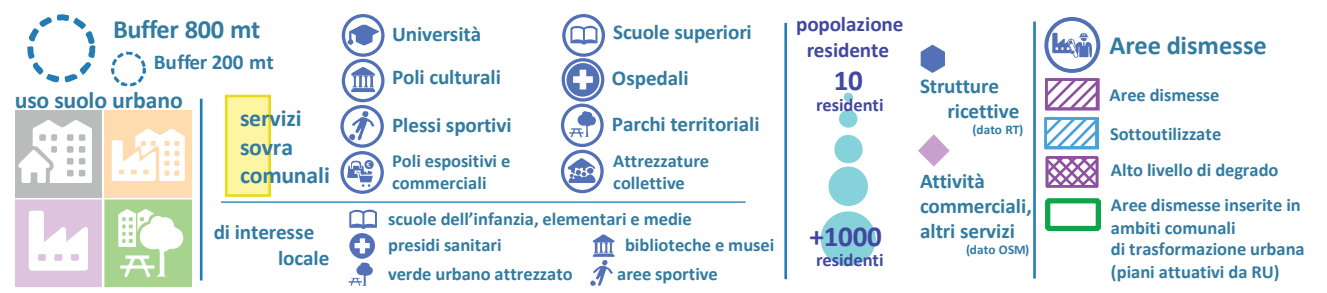 Buffer 800 mt
Buffer 200 mt
uso suolo urbano
servizi
sovra
comunali
Università
Poli culturali
Plessi sportivi
Poli espositivi e
commerciali
Scuole superiori
Ospedali
Parchi territoriali
Attrezzature
collettive
di interesse
locale
scuole dell'infanzia, elementari e medie
presidi sanitari
biblioteche e musei
verde urbano attrezzato
aree sportive
popolazione
residente
10
residenti
+1000
residenti
Strutture
ricettive
(dato RT)
Attività
commerciali,
altri servizi
(dato OSM)
Aree dismesse
Aree dismesse
Sottoutilizzate
Alto livello di degrado
Aree dismesse inserite in
ambiti comunali
di trasformazione urbana
(piani attuativi da RU)